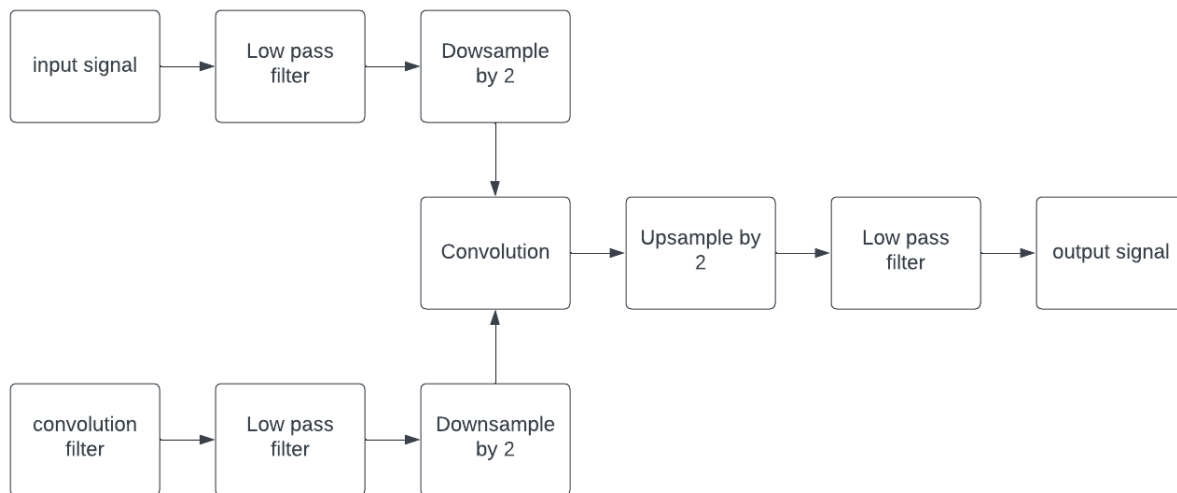 input signal
Low pass
filter
Dowsample
by 2
Convolution
Upsample by
2
Low pass
filter
output signal
convolution
filter
Low pass
filter
Downsample
by 2